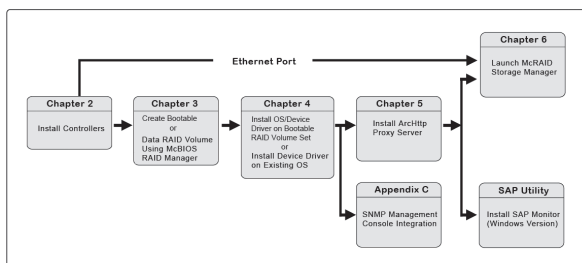 Chapter 6
Launch McRAID
Storage Manager
Ethernet Port
Chapter 2
Install Controllers
Chapter 3
Create Bootable
or
Data RAID Volume
Using McBIOS
RAID Manager
Chapter 4
Install OS/Device
Driver on Bootable
RAID Volume Set
or
Install Device Driver
on Existing OS
Chapter 5
Install ArcHttp
Proxy Server
Appendix C
SNMP Management
Console Integration
SAP Utility
Install SAP Monitor
(Windows Version)